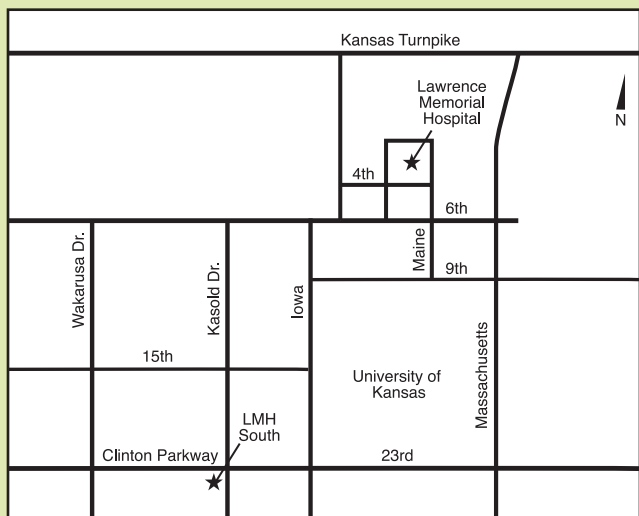 Kansas Turnpike
Lawrence
Memorial
Hospital
N
4th
6th
Wakarusa Dr.
Kasold Dr.
Iowa
Maine
9th
15th
University of
Kansas
Massachusetts
LMH
South
Clinton Parkway
23rd